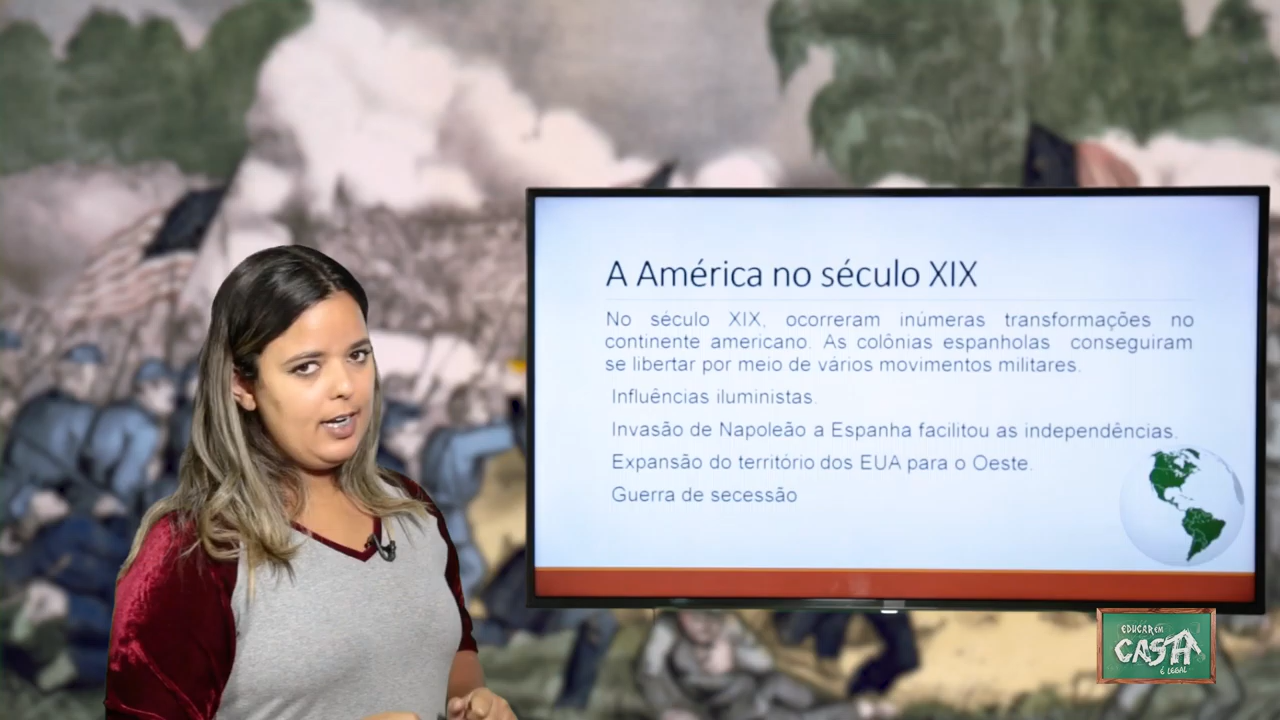 A América no século XIX
No século XIX, ocorreram inúmeras transformações no
continente americano. As colônias espanholas conseguiram
se libertar por meio de vários movimentos militares.
Influências iluministas.
Invasão de Napoleão a Espanha facilitou as independências.
Expansão do território dos EUA para o Oeste.
Guerra de secessão
EDUCAR EM
CASA
É LEGAL